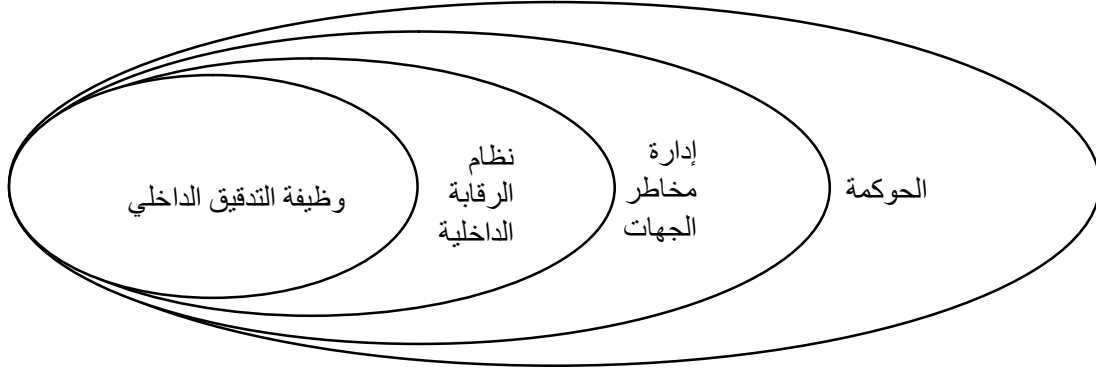 وظيفة التدقيق الداخلي
نظام
الرقابة
الداخلية
إدارة
مخاطر
الجهات
الحوكمة